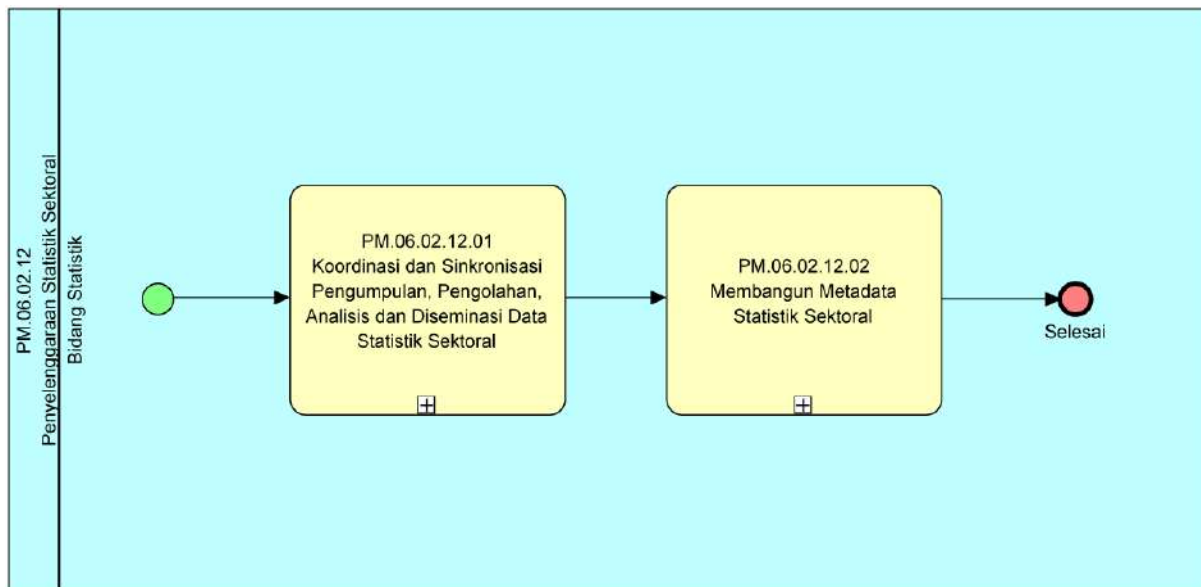 PM.06.02.12
Penyelenggaraan Statistik Sektoral
Bidang Statistik
PM.06.02.12.01
Koordinasi dan Sinkronisasi
Pengumpulan, Pengolahan,
Analisis dan Diseminasi Data
Statistik Sektoral
PM.06.02.12.02
Membangun Metadata
Statistik Sektoral
Selesai